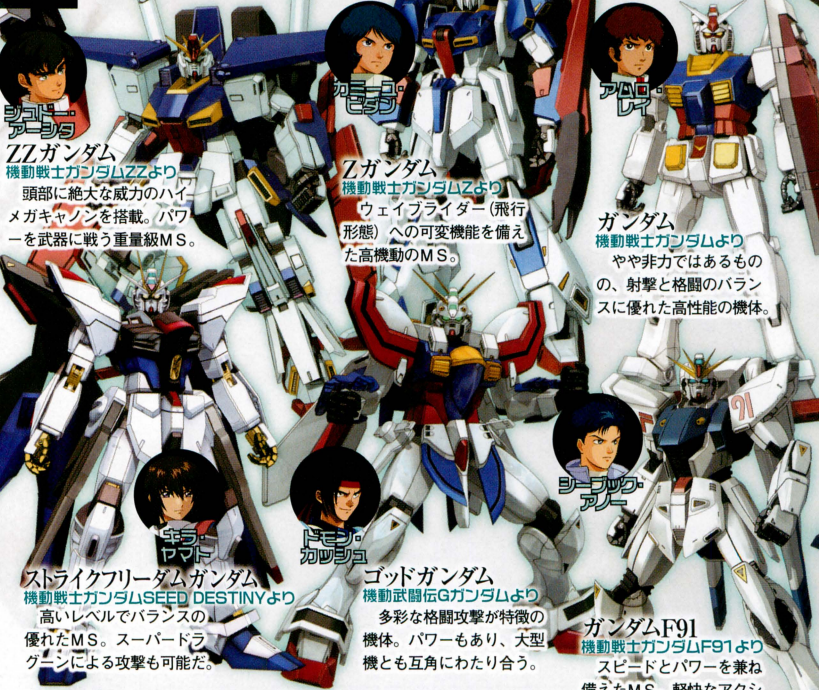 ジュドー・
アーシタ
ZZガンダム
機動戦士ガンダムZZより
頭部に絶大な威力のハイ
メガキャノンを搭載。パワ
ーを武器に戦う重量級MS。
カミーユ・
ビダン
Zガンダム
機動戦士ガンダムZより
ウェイブライダー(飛行
形態)への可変機能を備え
た高機動のMS。
アムロ・
レイ
ガンダム
機動戦士ガンダムより
やや非力ではあるもの
の、射撃と格闘のバラン
スに優れた高性能の機体。
キラ・
ヤマト
ストライクフリーダムガンダム
機動戦士ガンダムSEED DESTINYより
高いレベルでバランスの
優れたMS。スーパードラ
グーンによる攻撃も可能だ。
ドモン・
カッシュ
ゴッドガンダム
機動武闘伝Gガンダムより
多彩な格闘攻撃が特徴の
機体。パワーもあり、大型
機とも互角にわたり合う。
91
シーブック・
アノー
ガンダムF91
機動戦士ガンダムF91より
スピードとパワーを兼ね
備えたMS。軽快なアクシ